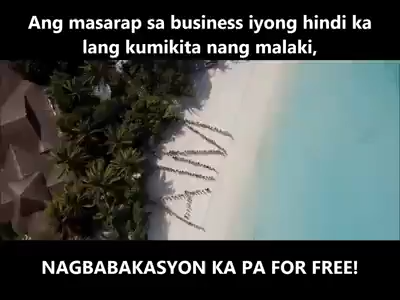 Ang masarap sa business iyong hindi ka
lang kumikita nang malaki,
NAGBABAKASYON KA PA FOR FREE!